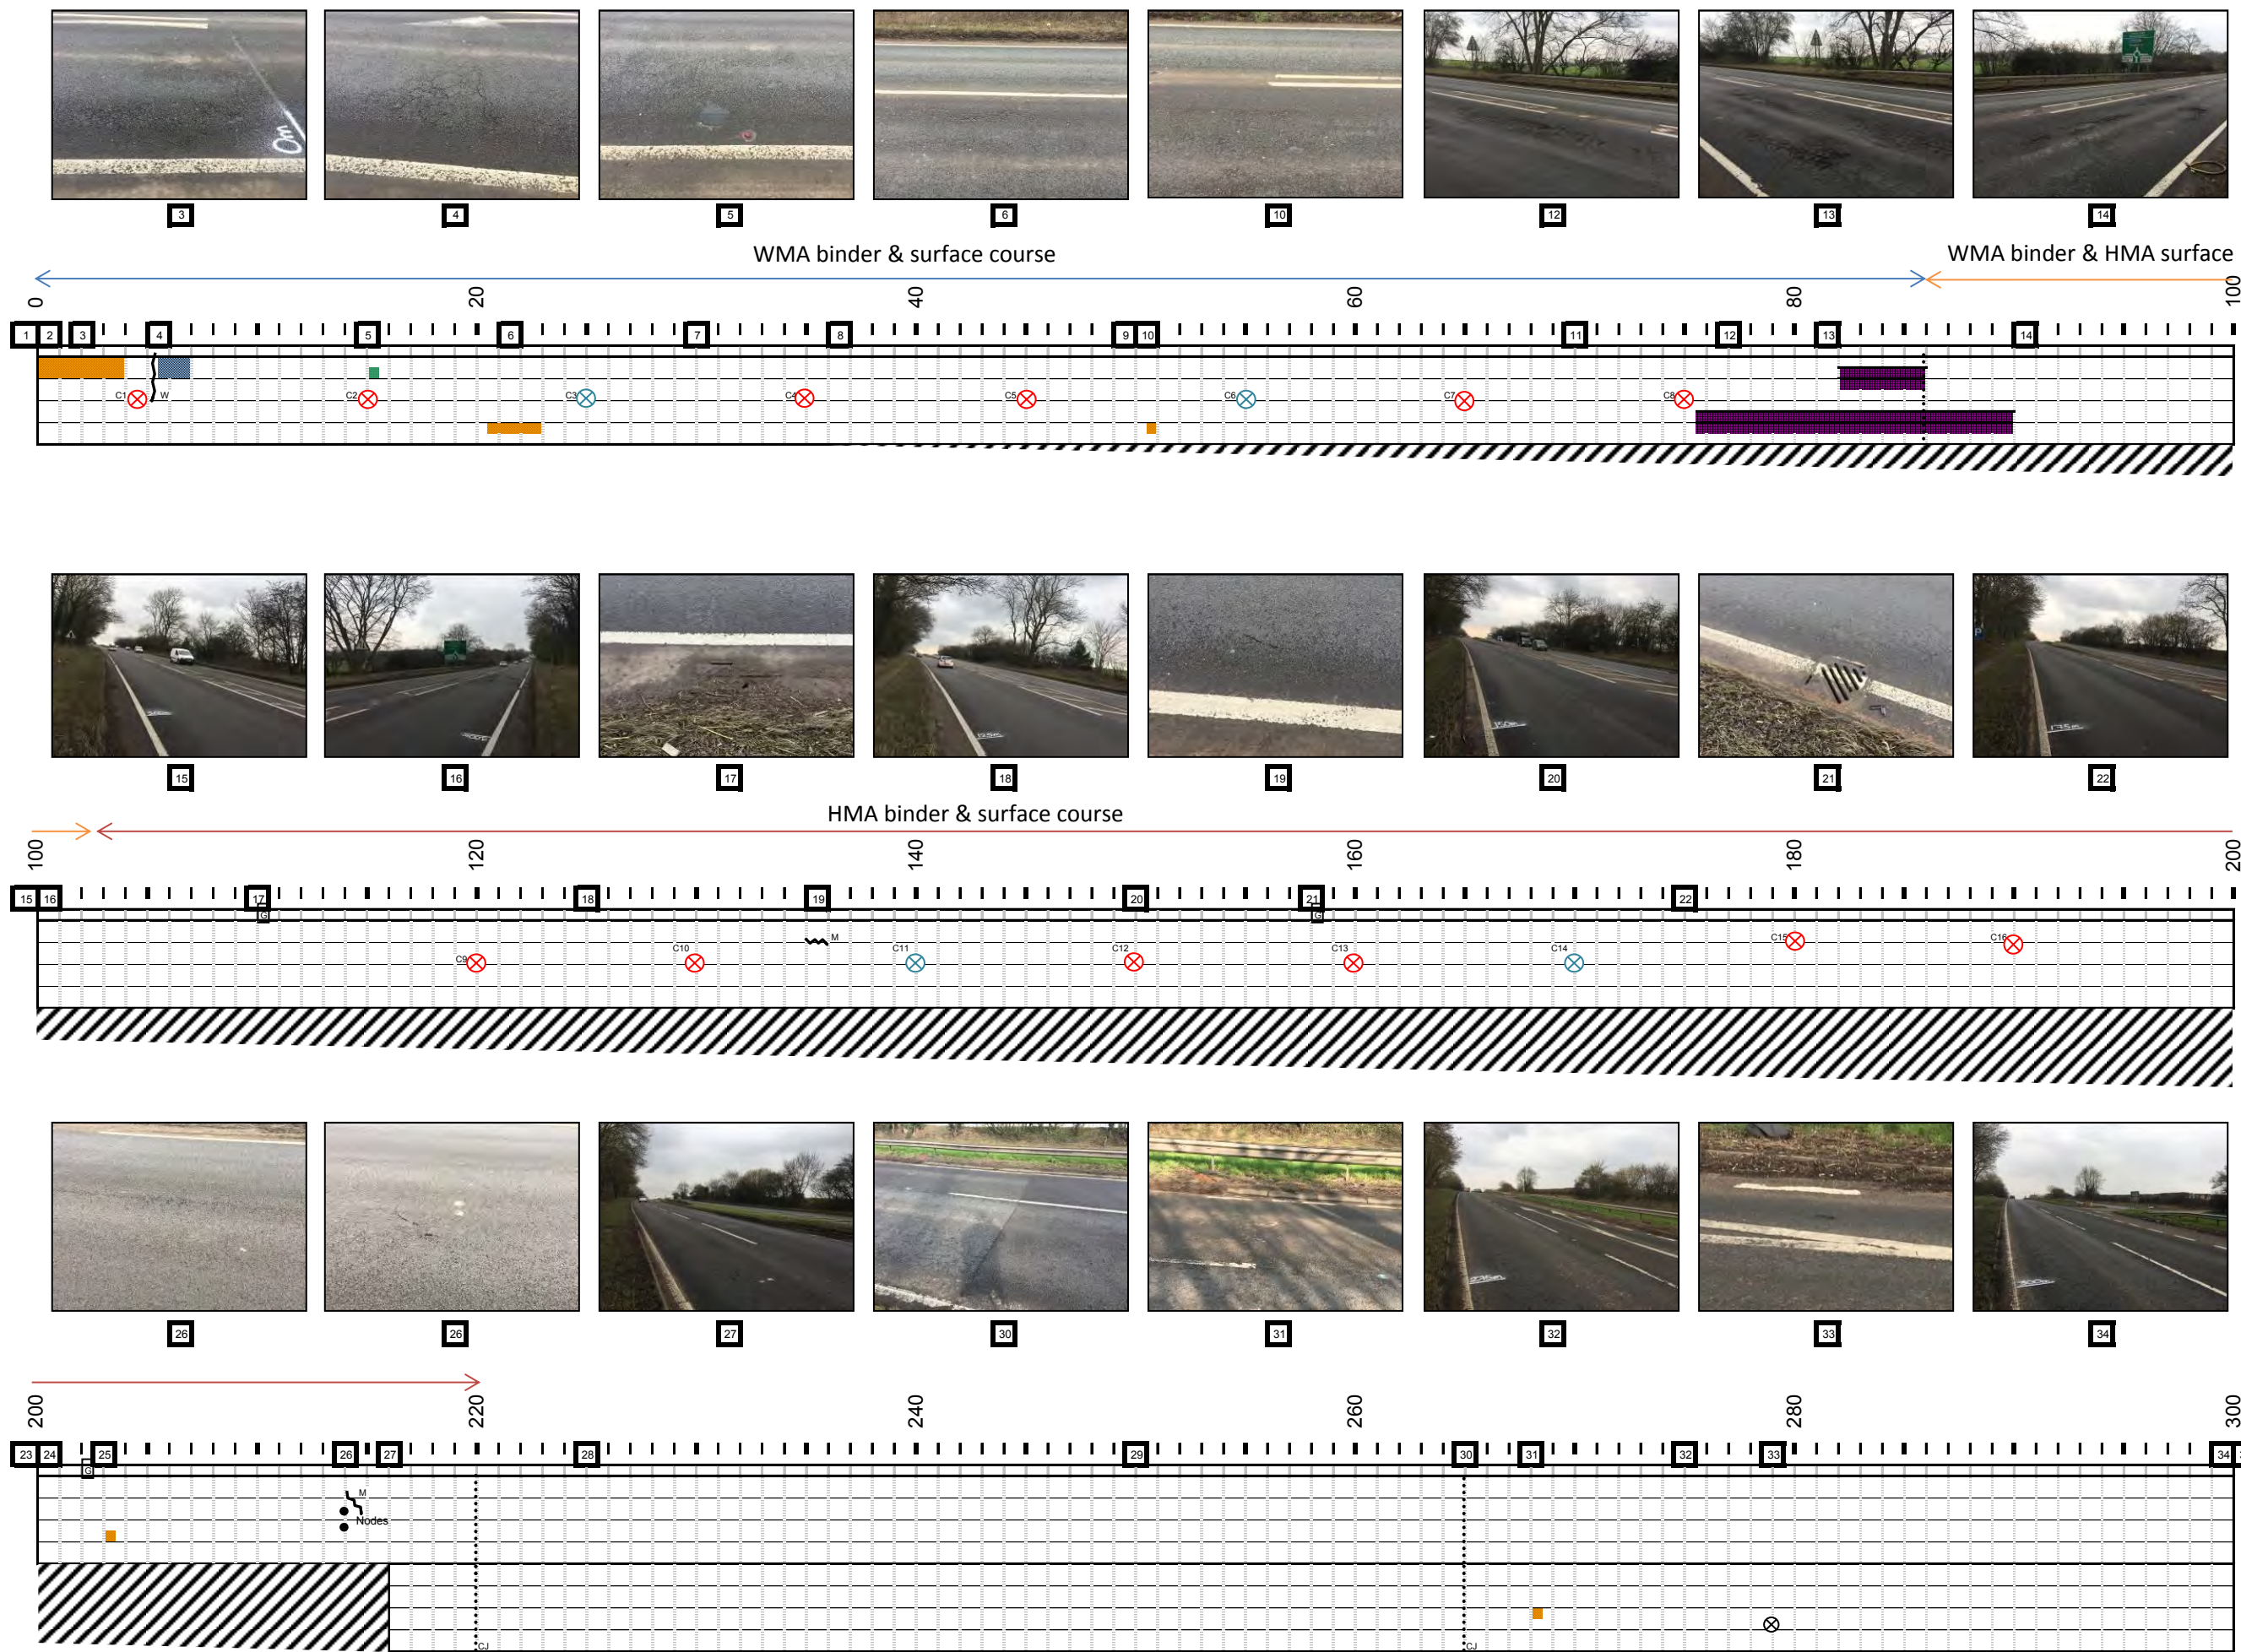 0m
3 4 5 6 10 12 13 14
WMA binder & surface course
WMA binder & HMA surface
0 20 40 60 80 100
1 2 3 4 5 6 7 8 9 10 11 12 13 14
C1 W C2 C3 C4 C5 C6 C7 C8
150m
175m
15 16 17 18 19 20 21 22
HMA binder & surface course
100 120 140 160 180 200
15 16 17 18 19 20 21 22
G G
M
C9 C10 C11 C12 C13 C14 C15 C16
26 26 27 30 31 32 33 34
200 220 240 260 280 300
23 24 25 26 27 28 29 30 31 32 33 34
G
M
Nodes
CJ CJ